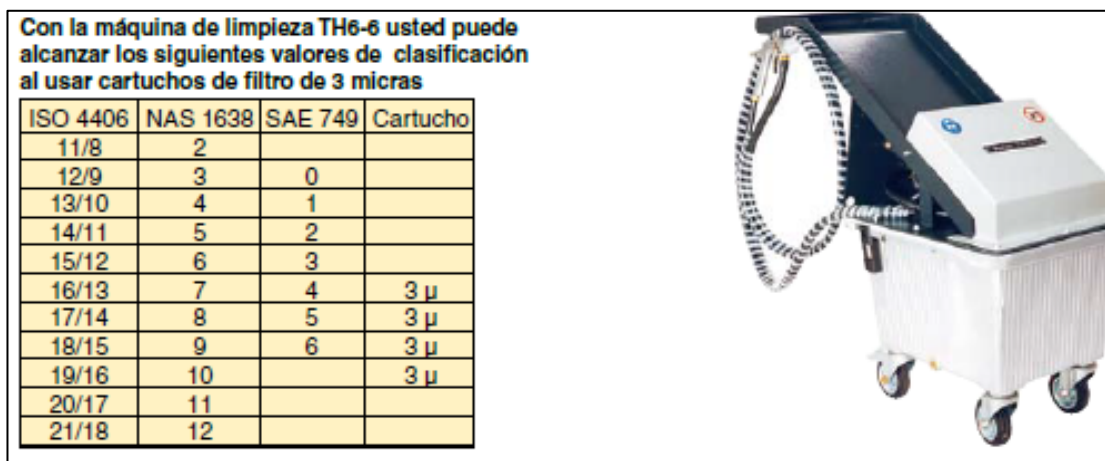 Con la máquina de limpieza TH6-6 usted puede
alcanzar los siguientes valores de clasificación
al usar cartuchos de filtro de 3 micras
ISO 4406 NAS 1638 SAE 749 Cartucho
11/8 2
12/9 3 0
13/10 4 1
14/11 5 2
15/12 6 3
16/13 7 4 3 µ
17/14 8 5 3 µ
18/15 9 6 3 µ
19/16 10 3 µ
20/17 11
21/18 12